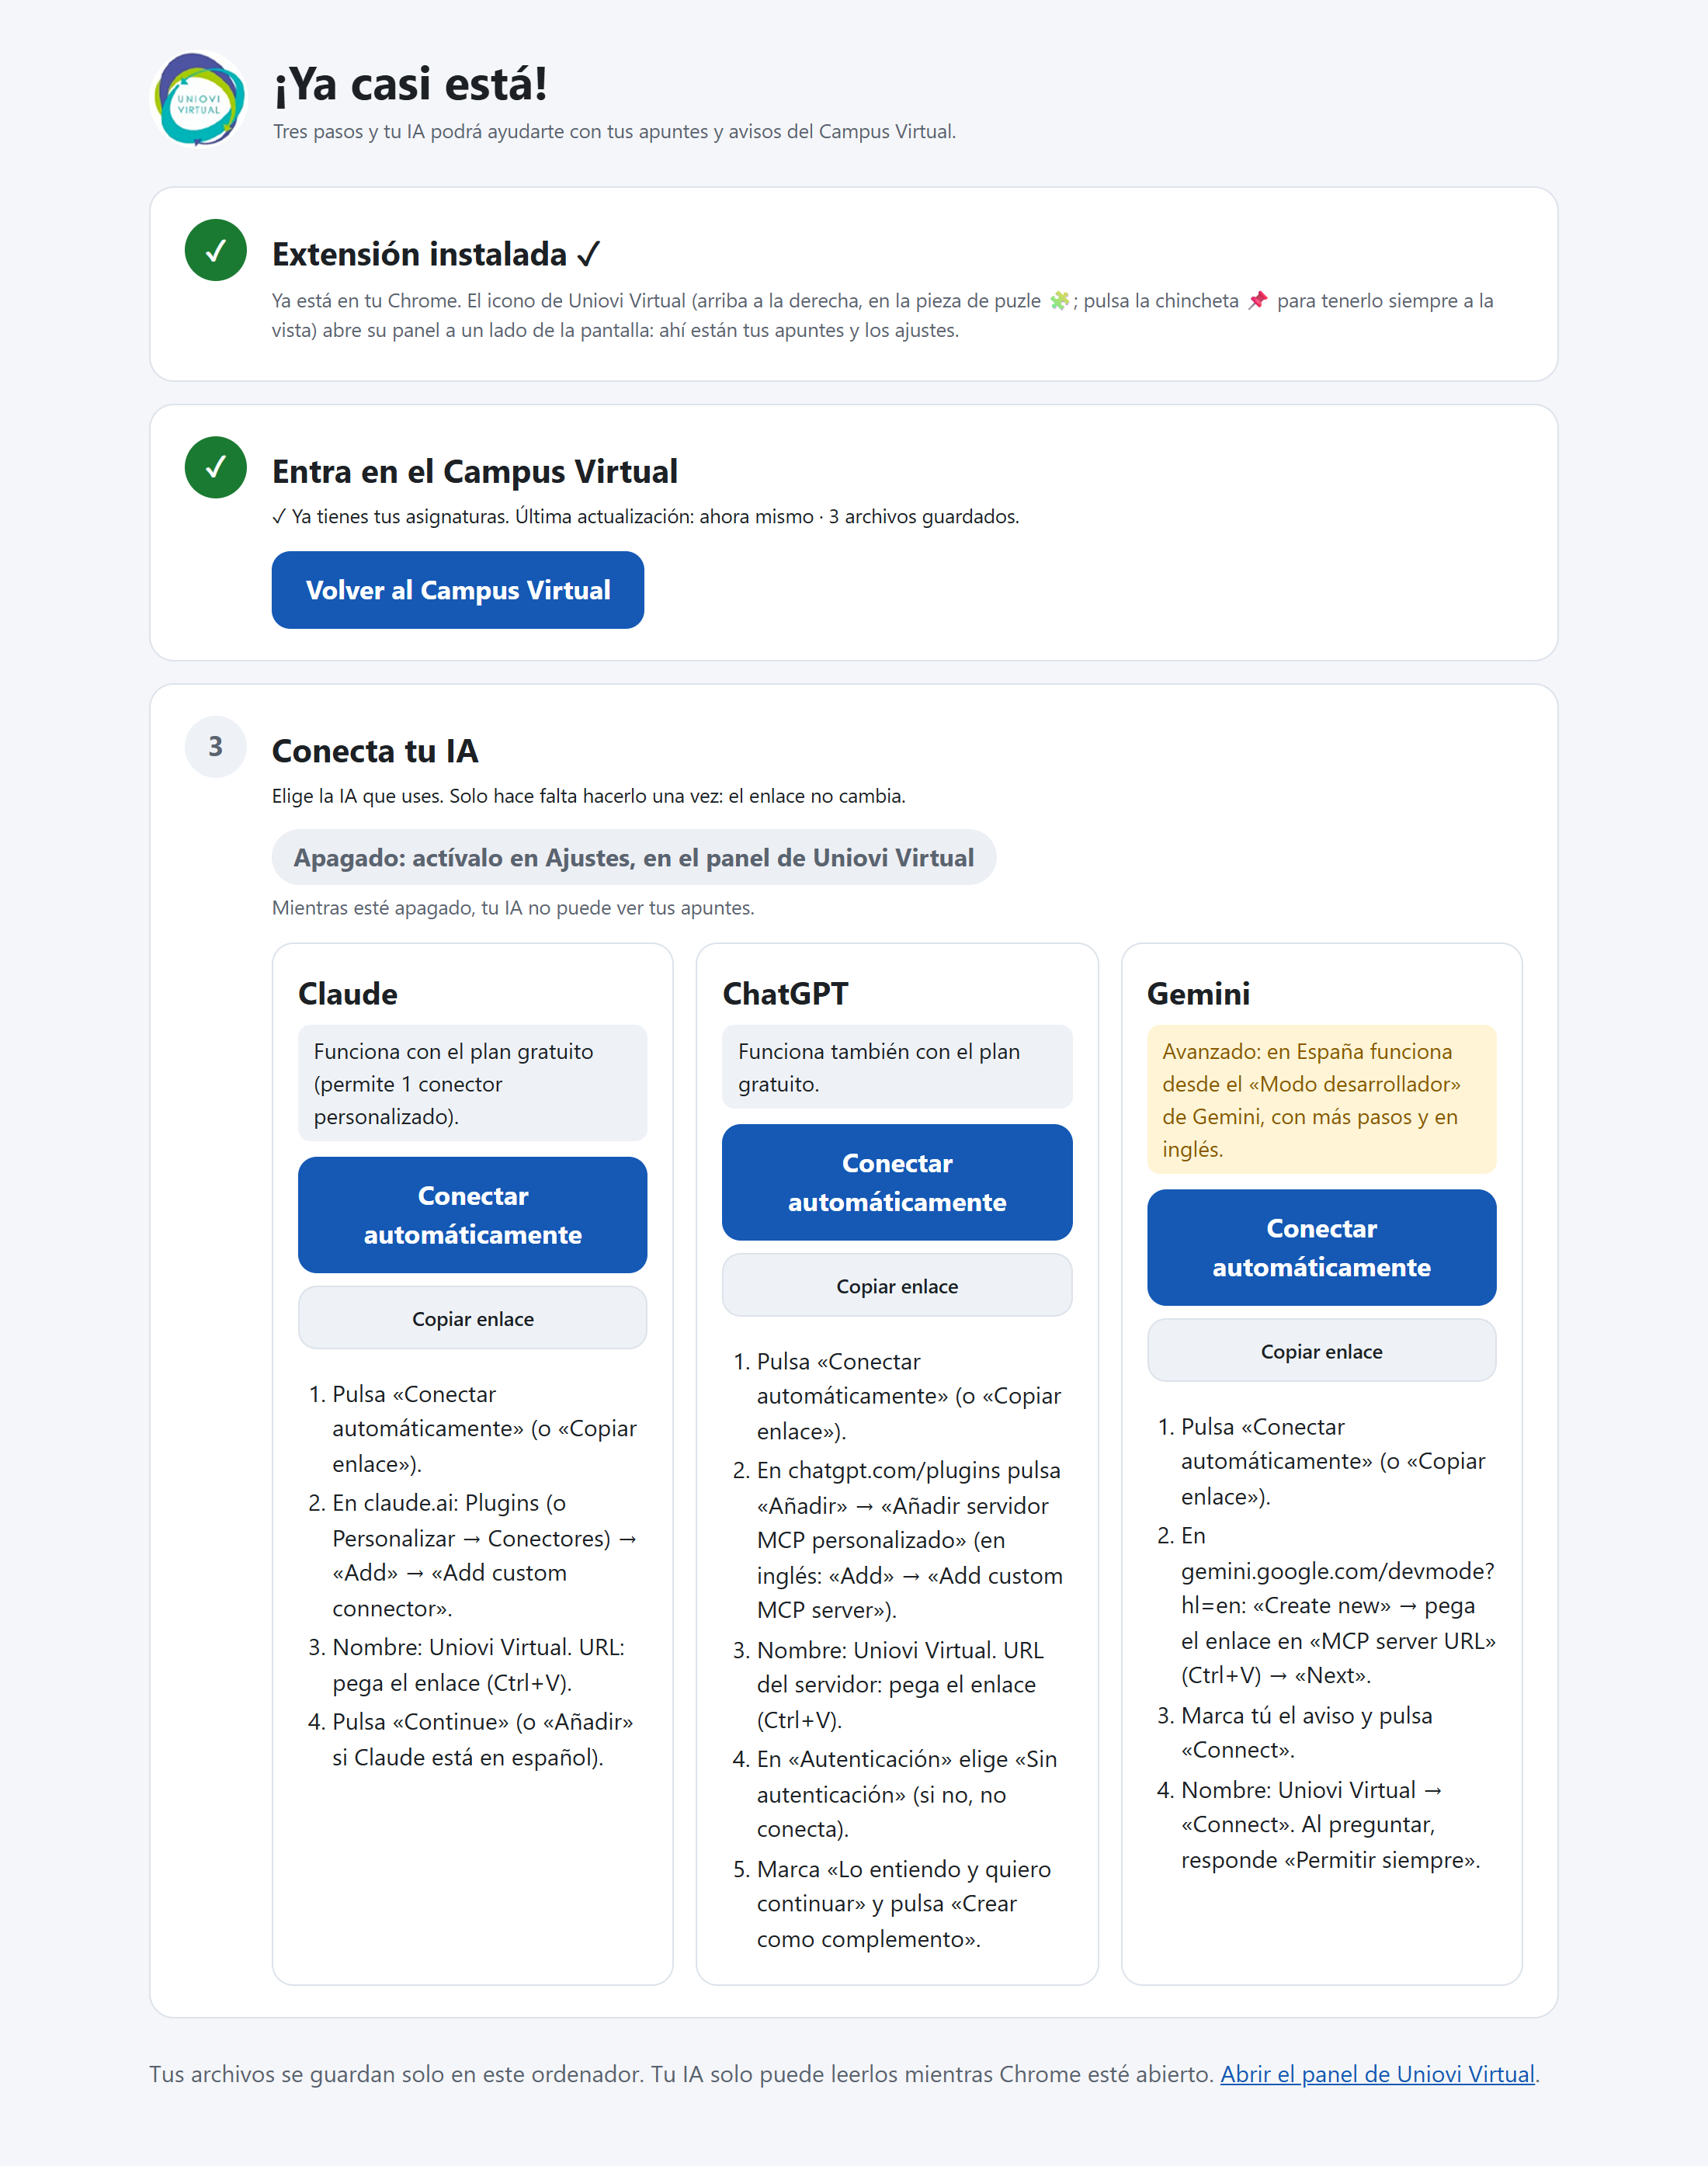 UNIOVI
VIRTUAL
¡Ya casi está!
Tres pasos y tu IA podrá ayudarte con tus apuntes y avisos del Campus Virtual.
✓
Extensión instalada ✓
Ya está en tu Chrome. El icono de Uniovi Virtual (arriba a la derecha, en la pieza de puzle 🧩; pulsa la chincheta 📌 para tenerlo siempre a la
vista) abre su panel a un lado de la pantalla: ahí están tus apuntes y los ajustes.
✓
Entra en el Campus Virtual
✓ Ya tienes tus asignaturas. Última actualización: ahora mismo · 3 archivos guardados.
Volver al Campus Virtual
3
Conecta tu IA
Elige la IA que uses. Solo hace falta hacerlo una vez: el enlace no cambia.
Apagado: actívalo en Ajustes, en el panel de Uniovi Virtual
Mientras esté apagado, tu IA no puede ver tus apuntes.
Claude
Funciona con el plan gratuito
(permite 1 conector
personalizado).
Conectar
automáticamente
Copiar enlace
1. Pulsa «Conectar
automáticamente» (o «Copiar
enlace»).
2. En claude.ai: Plugins (o
Personalizar → Conectores) →
«Add» → «Add custom
connector».
3. Nombre: Uniovi Virtual. URL:
pega el enlace (Ctrl+V).
4. Pulsa «Continue» (o «Añadir»
si Claude está en español).
ChatGPT
Funciona también con el plan
gratuito.
Conectar
automáticamente
Copiar enlace
1. Pulsa «Conectar
automáticamente» (o «Copiar
enlace»).
2. En chatgpt.com/plugins pulsa
«Añadir» → «Añadir servidor
MCP personalizado» (en
inglés: «Add» → «Add custom
MCP server»).
3. Nombre: Uniovi Virtual. URL
del servidor: pega el enlace
(Ctrl+V).
4. En «Autenticación» elige «Sin
autenticación» (si no, no
conecta).
5. Marca «Lo entiendo y quiero
continuar» y pulsa «Crear
como complemento».
Gemini
Avanzado: en España funciona
desde el «Modo desarrollador»
de Gemini, con más pasos y en
inglés.
Conectar
automáticamente
Copiar enlace
1. Pulsa «Conectar
automáticamente» (o «Copiar
enlace»).
2. En
gemini.google.com/devmode?
hl=en: «Create new» → pega
el enlace en «MCP server URL»
(Ctrl+V) → «Next».
3. Marca tú el aviso y pulsa
«Connect».
4. Nombre: Uniovi Virtual →
«Connect». Al preguntar,
responde «Permitir siempre».
Tus archivos se guardan solo en este ordenador. Tu IA solo puede leerlos mientras Chrome esté abierto. Abrir el panel de Uniovi Virtual.